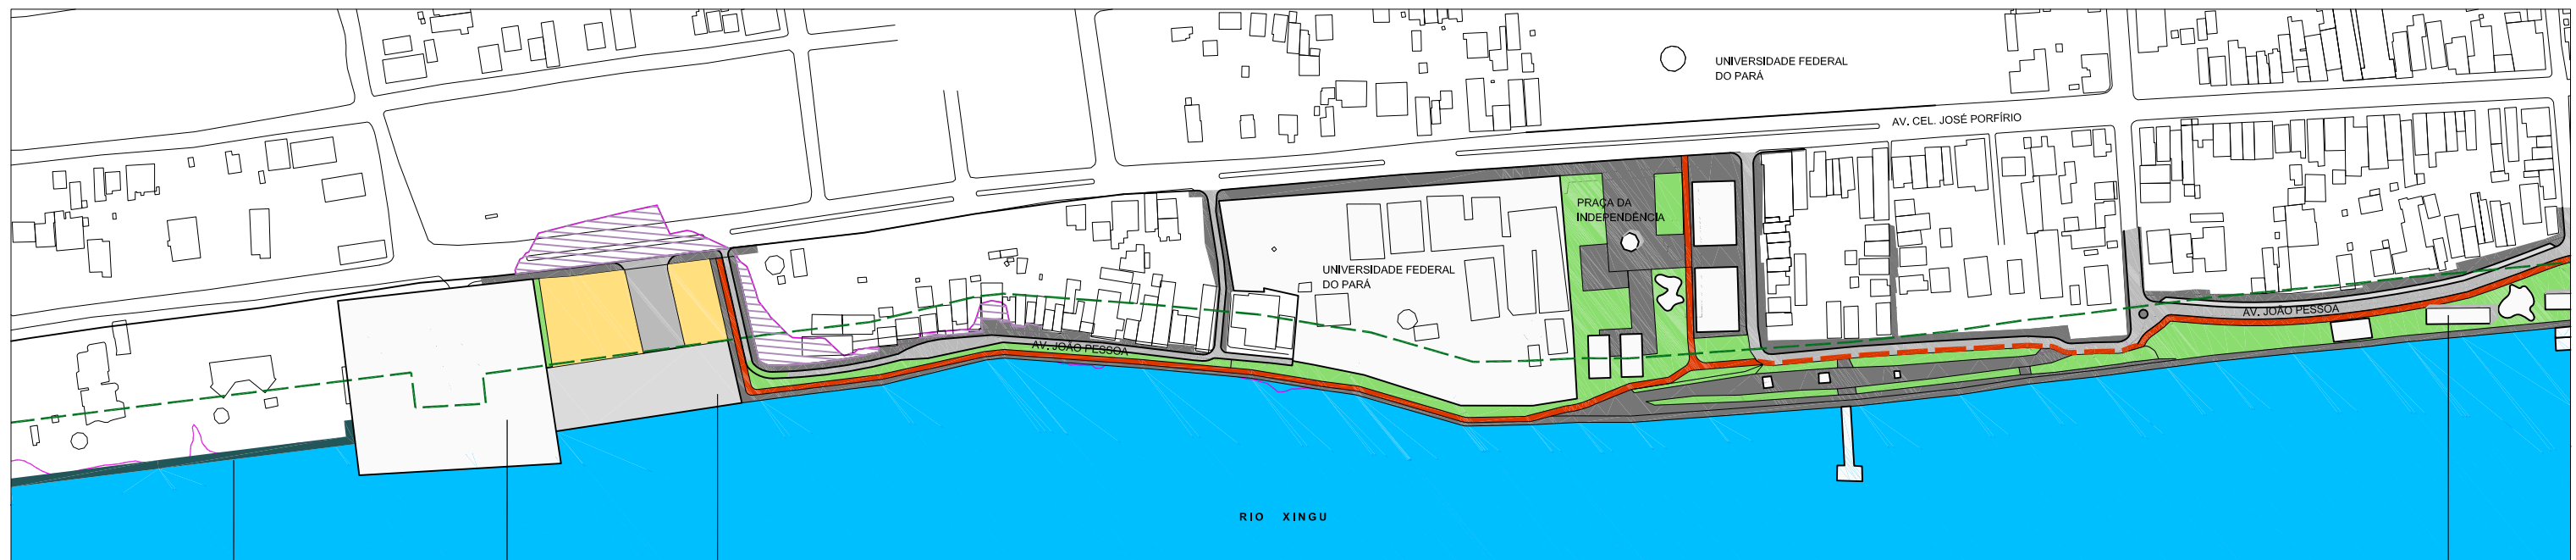 UNIVERSIDADE FEDERAL
DO PARÁ
AV. CEL. JOSÉ PORFÍRIO
PRAÇA DA
INDEPENDÊNCIA
UNIVERSIDADE FEDERAL
DO PARÁ
AV. JOÃO PESSOA
AV. JOÃO PESSOA
RIO XINGU